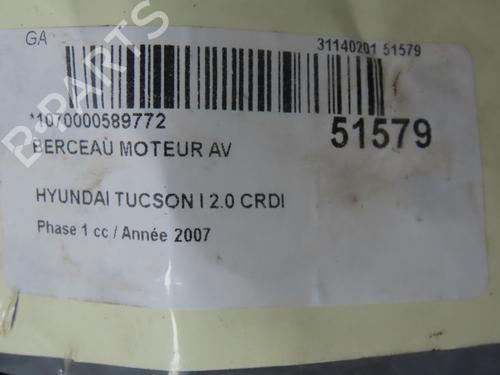 GA
31140201 51579
*1070000589772
51579
BERCEAU MOTEUR AV
HYUNDAI TUCSON I 2.0 CRDI
Phase 1 cc / Année 2007
B-PARTS